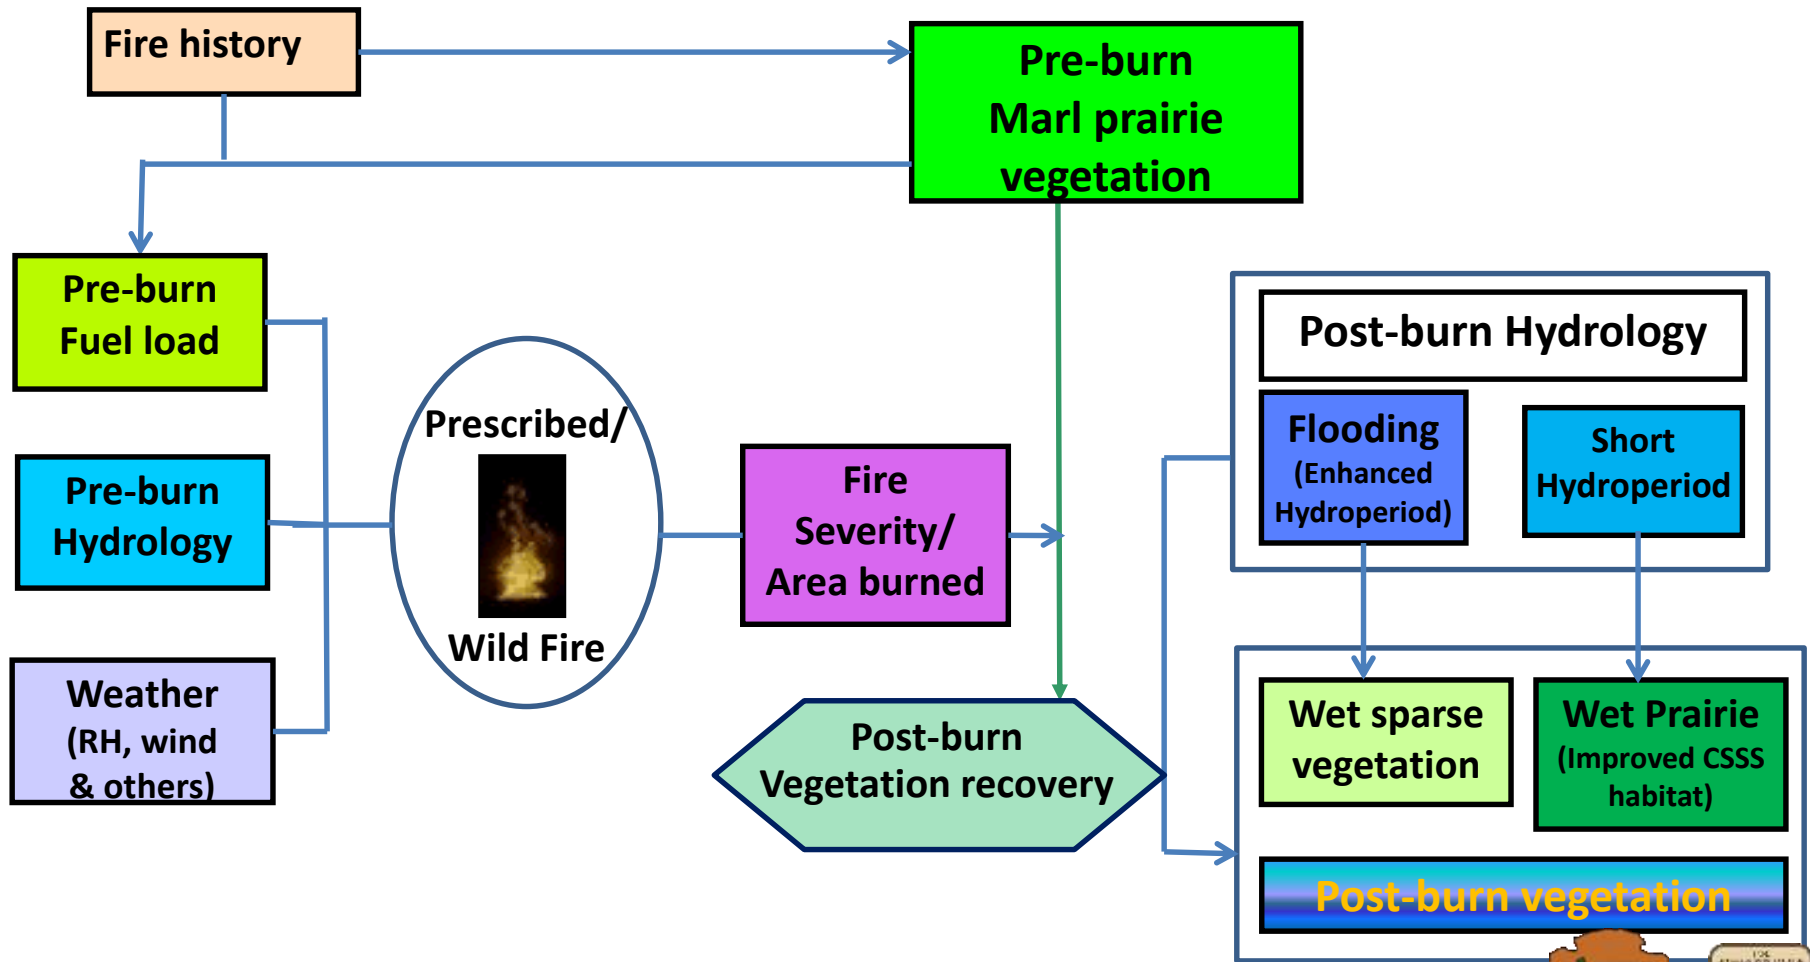 Fire history
Pre-burn
Marl prairie
vegetation
Pre-burn
Fuel load
Pre-burn
Hydrology
Weather
(RH, wind
& others)
Prescribed/
Wild Fire
Fire
Severity/
Area burned
Post-burn
Vegetation recovery
Post-burn Hydrology
Flooding
(Enhanced
Hydroperiod)
Short
Hydroperiod
Wet sparse
vegetation
Wet Prairie
(Improved CSSS
habitat)
Post-burn vegetation